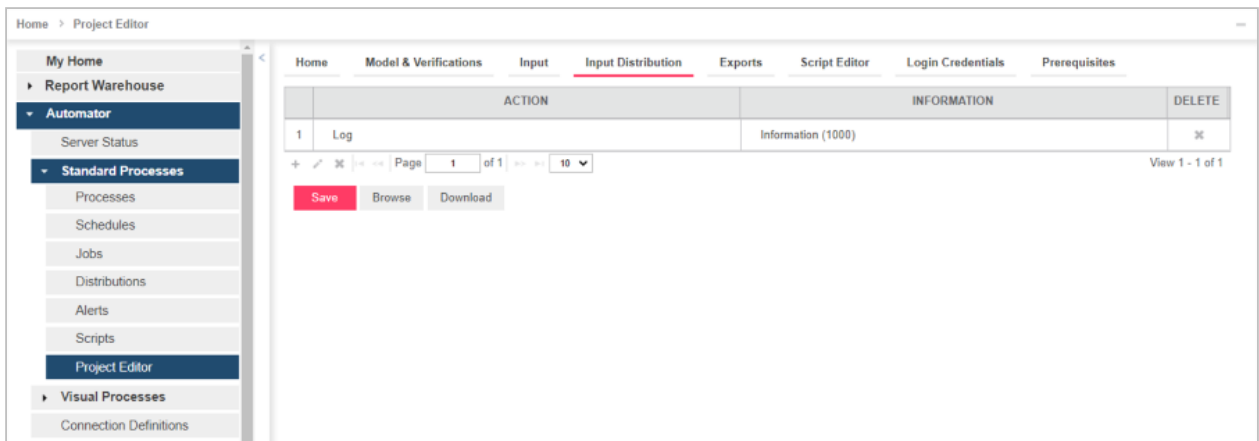 Home > Project Editor
My Home
Report Warehouse
Automator
Server Status
Standard Processes
Processes
Schedules
Jobs
Distributions
Alerts
Scripts
Project Editor
Visual Processes
Connection Definitions
Home Model & Verifications Input Input Distribution Exports Script Editor Login Credentials Prerequisites
ACTION INFORMATION DELETE
1 Log Information (1000)
Page 1 of 1 10 View 1 - 1 of 1
Save Browse Download